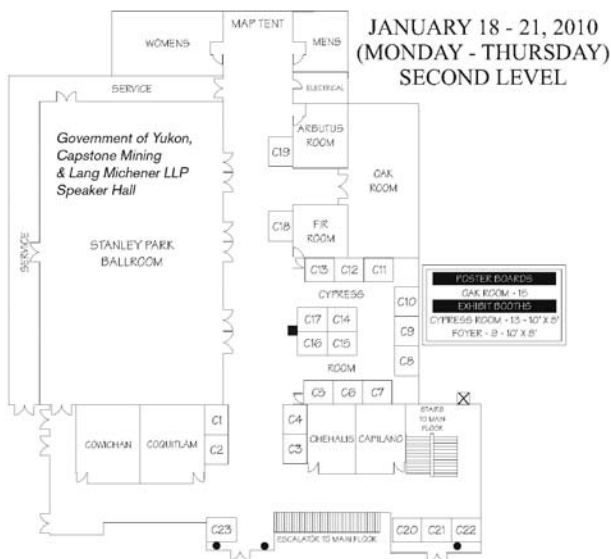 JANUARY 18 - 21, 2010
(MONDAY - THURSDAY)
SECOND LEVEL
WOMENS
MAP TENT
MENS
SERVICE
ELECTRICAL
Government of Yukon,
Capstone Mining
& Lang Michener LLP
Speaker Hall
ARBUTUS
ROOM
C19
OAK
ROOM
C18
FIR
ROOM
SERVICE
STANLEY PARK
BALLROOM
C13 C12 C11
CYPRESS
C10
C17 C14
C9
C16 C15
C8
ROOM
POSTER BOARDS
OAK ROOM - 15
EXHIBIT BOOTHS
CYPRESS ROOM - 13 - 10' X 8'
FOYER - 2 - 10' X 8'
C5 C6 C7
C1
C4
STAIRS
TO MAIN
FLOOR
COWICHAN
COQUITLAM
C2
C3
CHEHALIS
CAPILANO
C23
ESCALATOR TO MAIN FLOOR
C20 C21 C22